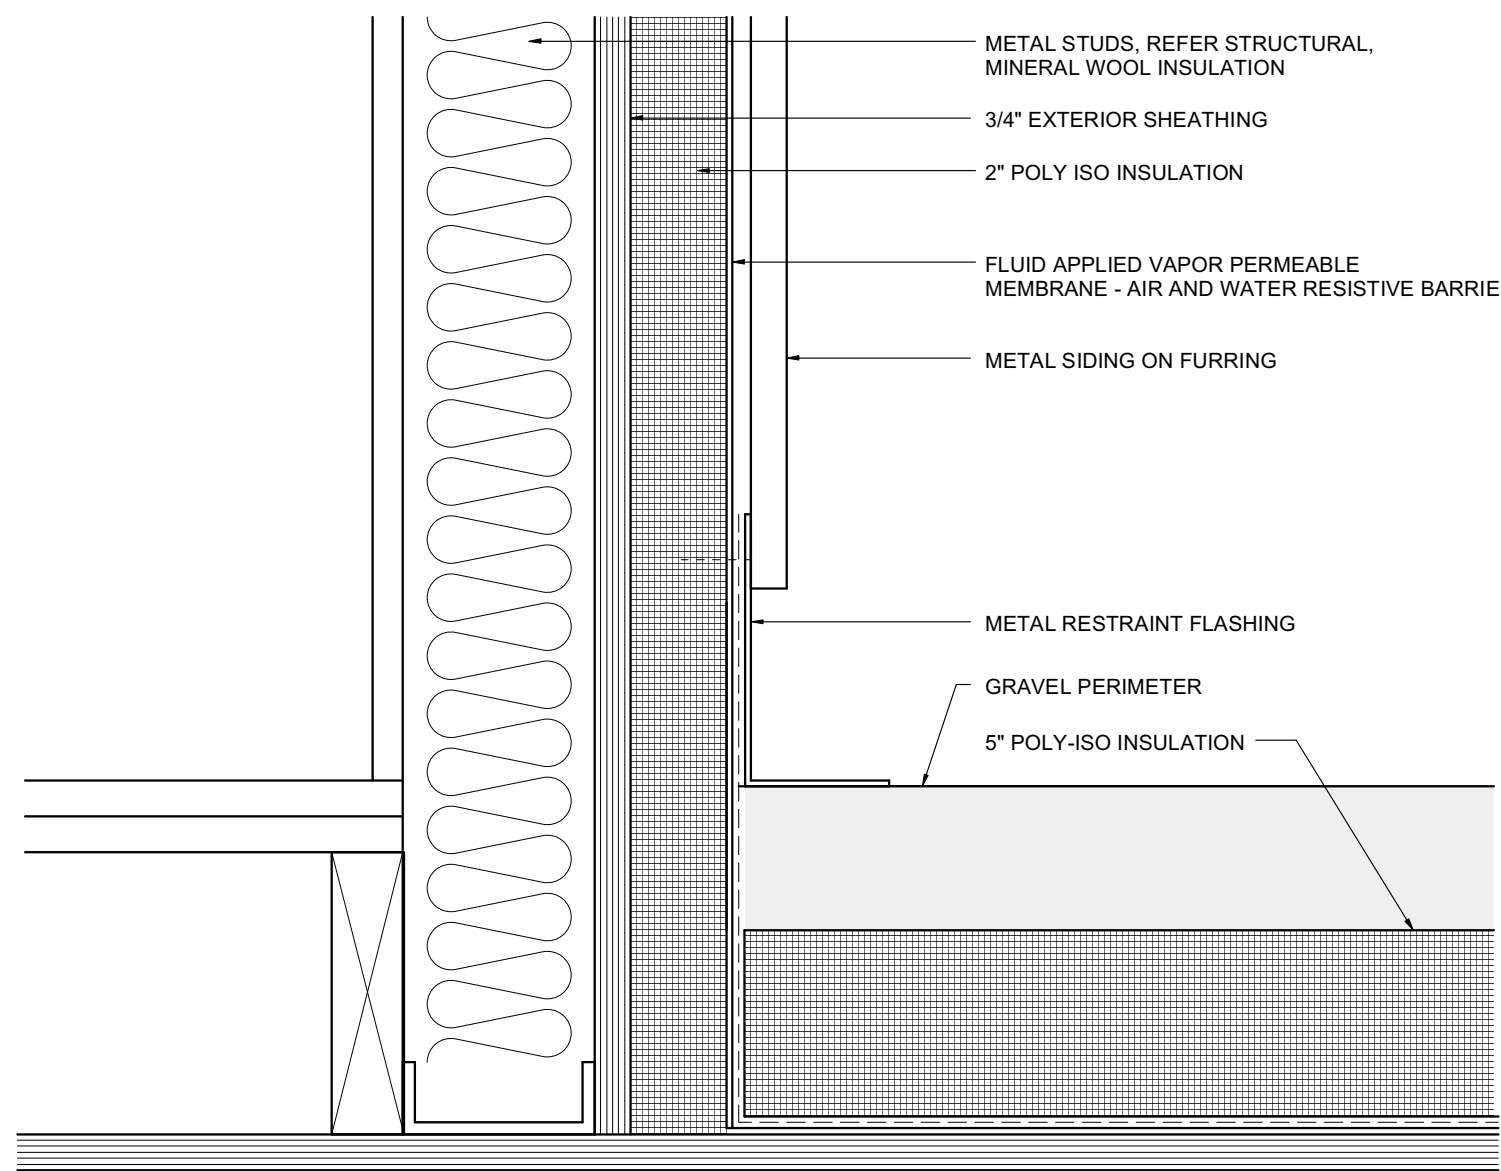 METAL STUDS, REFER STRUCTURAL,
MINERAL WOOL INSULATION
3/4" EXTERIOR SHEATHING
2" POLY ISO INSULATION
FLUID APPLIED VAPOR PERMEABLE
MEMBRANE - AIR AND WATER RESISTIVE BARRIE
METAL SIDING ON FURRING
METAL RESTRAINT FLASHING
GRAVEL PERIMETER
5" POLY-ISO INSULATION